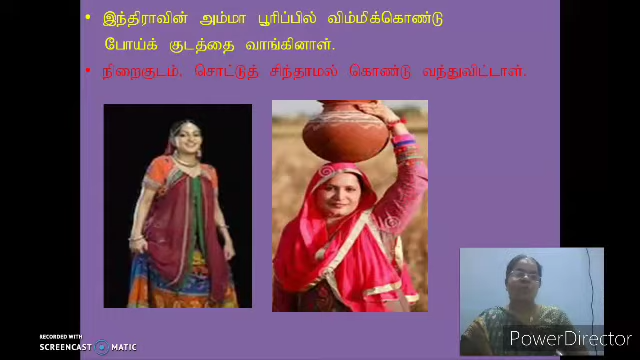 இந்திராவின் அம்மா பூரிப்பில் விம்மிக்கொண்டு
போய்க் குடத்தை வாங்கினாள்.
நிறைகுடம். சொட்டுத் சிந்தாமல் கொண்டு வந்துவிட்டாள்.
PowerDirector
RECORDED WITH
SCREENCAST MATIC